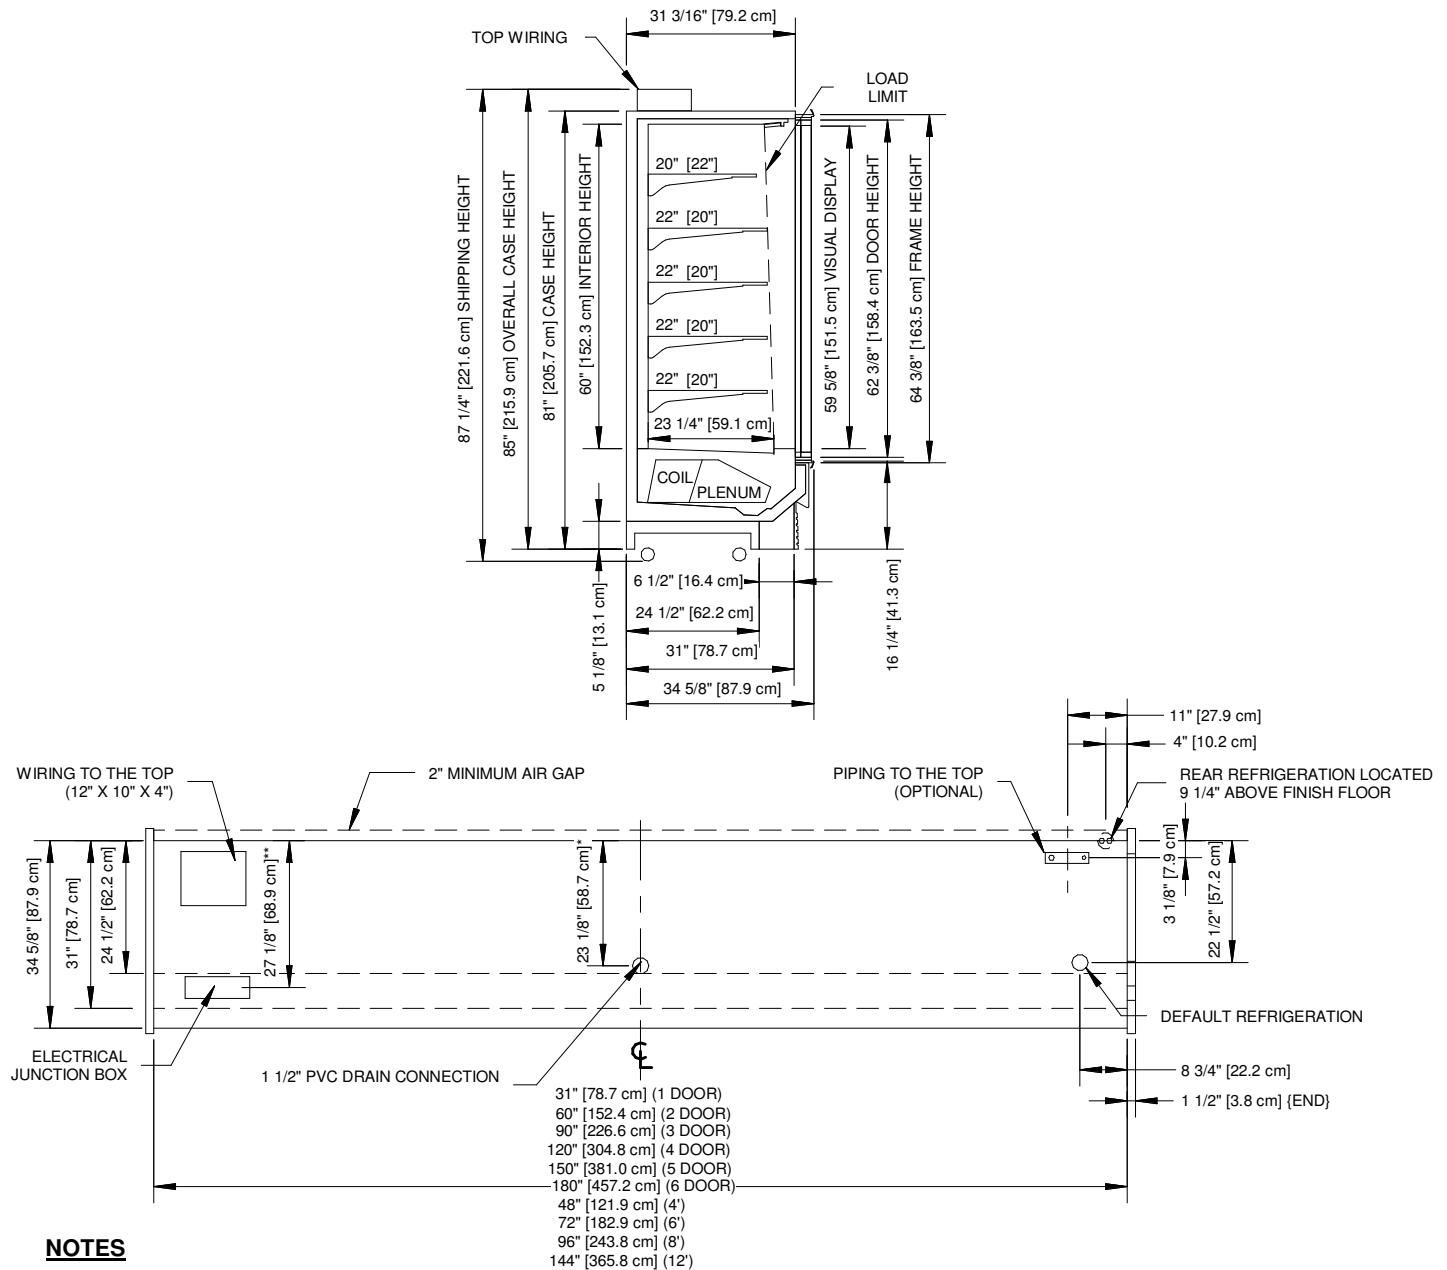 31 3/16" [79.2 cm]
TOP WIRING
LOAD
LIMIT
87 1/4" [221.6 cm] SHIPPING HEIGHT
85" [215.9 cm] OVERALL CASE HEIGHT
81" [205.7 cm] CASE HEIGHT
60" [152.3 cm] INTERIOR HEIGHT
20" [22"]
22" [20"]
22" [20"]
22" [20"]
22" [20"]
23 1/4" [59.1 cm]
59 5/8" [151.5 cm] VISUAL DISPLAY
62 3/8" [158.4 cm] DOOR HEIGHT
64 3/8" [163.5 cm] FRAME HEIGHT
COIL
PLENUM
5 1/8" [13.1 cm]
6 1/2" [16.4 cm]
24 1/2" [62.2 cm]
31" [78.7 cm]
34 5/8" [87.9 cm]
16 1/4" [41.3 cm]
11" [27.9 cm]
4" [10.2 cm]
WIRING TO THE TOP
(12" X 10" X 4")
2" MINIMUM AIR GAP
PIPING TO THE TOP
(OPTIONAL)
REAR REFRIGERATION LOCATED
9 1/4" ABOVE FINISH FLOOR
34 5/8" [87.9 cm]
31" [78.7 cm]
24 1/2" [62.2 cm]
27 1/8" [68.9 cm]**
23 1/8" [58.7 cm]*
3 1/8" [7.9 cm]
22 1/2" [57.2 cm]
DEFAULT REFRIGERATION
ELECTRICAL
JUNCTION BOX
1 1/2" PVC DRAIN CONNECTION
CL
8 3/4" [22.2 cm]
1 1/2" [3.8 cm] {END}
31" [78.7 cm] (1 DOOR)
60" [152.4 cm] (2 DOOR)
90" [226.6 cm] (3 DOOR)
120" [304.8 cm] (4 DOOR)
150" [381.0 cm] (5 DOOR)
180" [457.2 cm] (6 DOOR)
48" [121.9 cm] (4')
72" [182.9 cm] (6')
96" [243.8 cm] (8')
144" [365.8 cm] (12')
NOTES